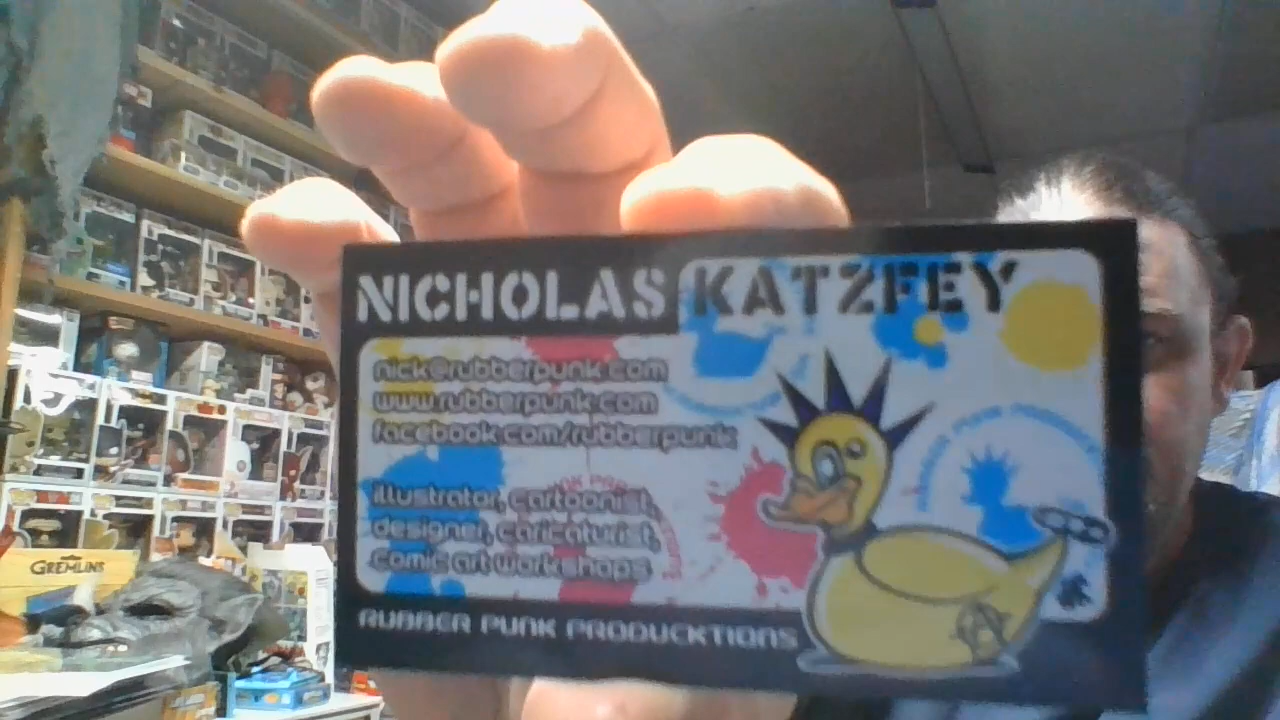 NICHOLAS KATZFEY
nick@rubberpunk.com
www.rubberpunk.com
facebook.com/rubberpunk
illustrator, cartoonist,
designer, caricaturist,
comic art workshops
RUBBER PUNK PRODUCKTIONS
GREMLINS